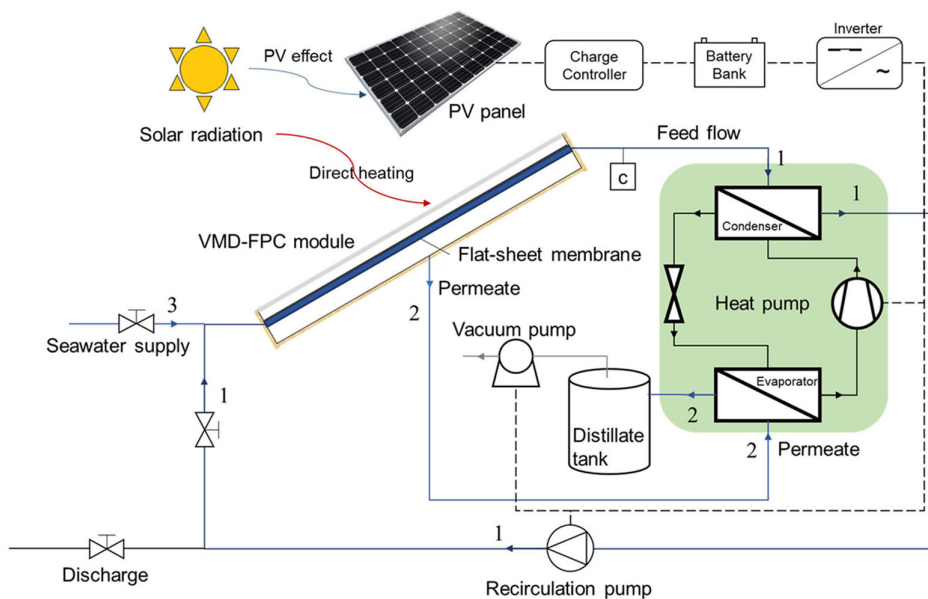 Inverter
PV effect
Charge
Controller
Battery
Bank
~
PV panel
Solar radiation
Feed flow
Direct heating
c
1
1
Condenser
VMD-FPC module
Flat-sheet membrane
Permeate
2
Heat pump
3
Seawater supply
Vacuum pump
1
Evaporator
2
Distillate
tank
2
Permeate
1
Discharge
Recirculation pump